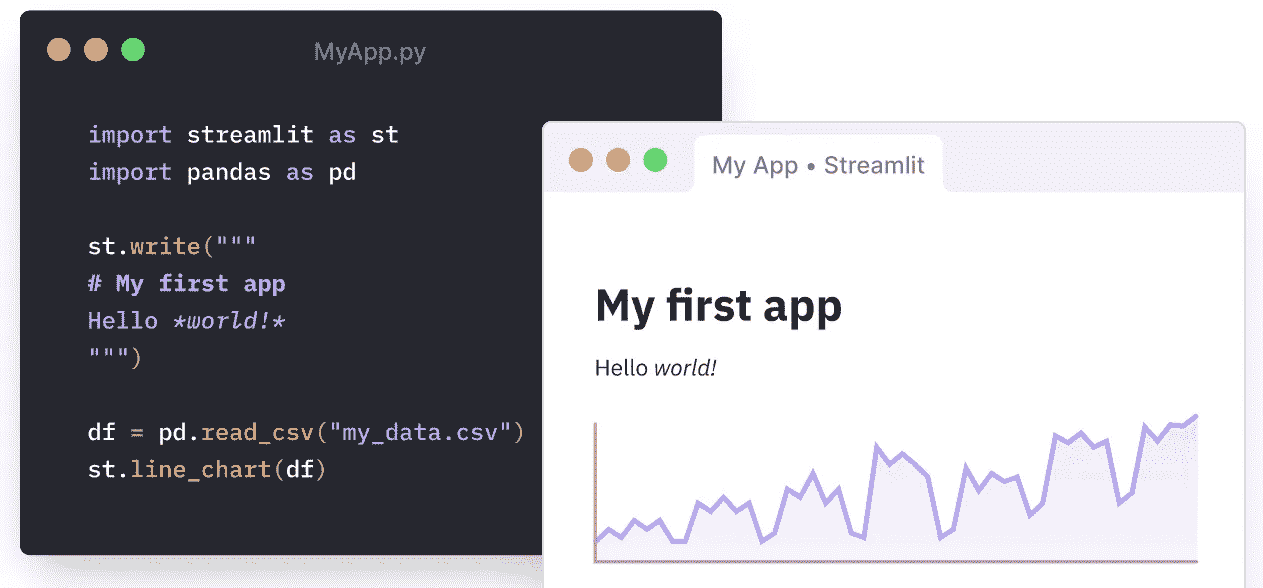 MyApp.py
import streamlit as st
import pandas as pd
st.write("""
# My first app
Hello *world!*
""")
df = pd.read_csv("my_data.csv")
st.line_chart(df)
My App • Streamlit
My first app
Hello world!